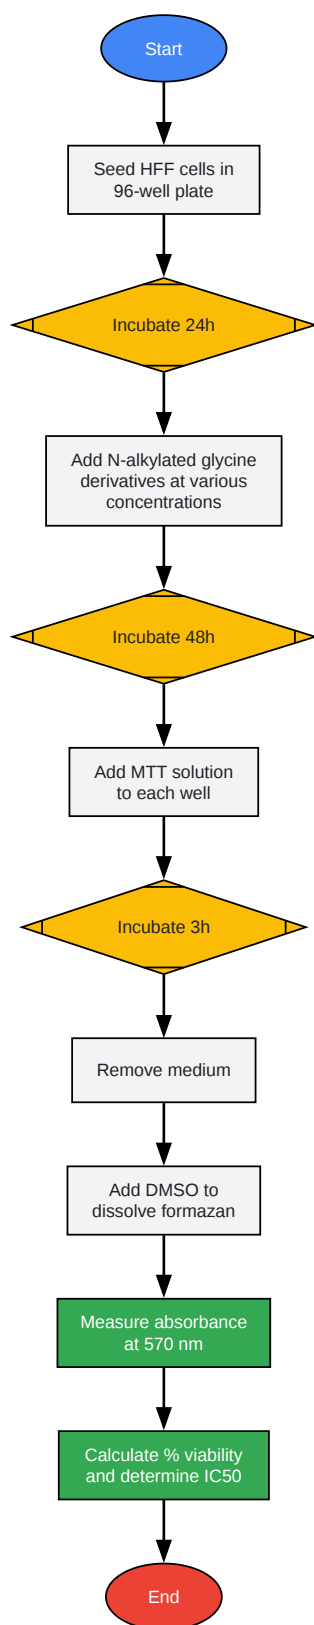 Start
Seed HFF cells in
96-well plate
Incubate 24h
Add N-alkylated glycine
derivatives at various
concentrations
Incubate 48h
Add MTT solution
to each well
Incubate 3h
Remove medium
Add DMSO to
dissolve formazan
Measure absorbance
at 570 nm
Calculate % viability
and determine IC50
End